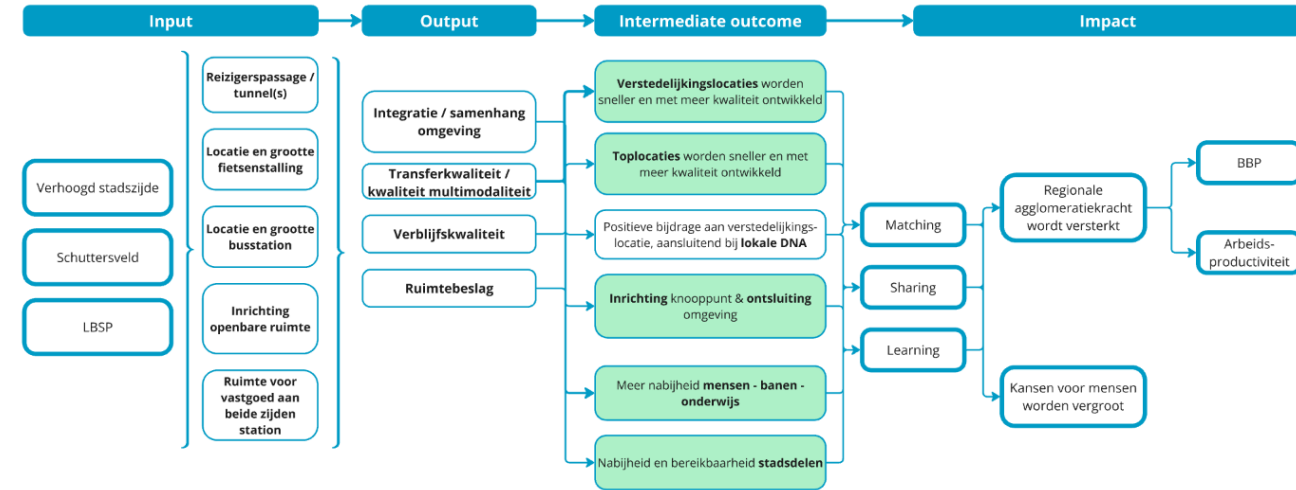 Input
Output
Intermediate outcome
Impact
Verhoogd stadszijde
Schuttersveld
LBSP
Reizigerspassage /
tunnel(s)
Locatie en grootte
fietsenstalling
Locatie en grootte
busstation
Inrichting
openbare ruimte
Ruimte voor
vastgoed aan
beide zijden
station
Integratie / samenhang
omgeving
Transferkwaliteit /
kwaliteit multimodaliteit
Verblijfskwaliteit
Ruimtebeslag
Verstedelijkingslocaties worden
sneller en met meer kwaliteit ontwikkeld
Toplocaties worden sneller en met
meer kwaliteit ontwikkeld
Positieve bijdrage aan verstedelijkings-
locatie, aansluitend bij lokale DNA
Inrichting knooppunt & ontsluiting
omgeving
Meer nabijheid mensen - banen -
onderwijs
Nabijheid en bereikbaarheid stadsdelen
Matching
Sharing
Learning
Regionale
agglomeratiekracht
wordt versterkt
Kansen voor mensen
worden vergroot
BBP
Arbeids-
productiviteit